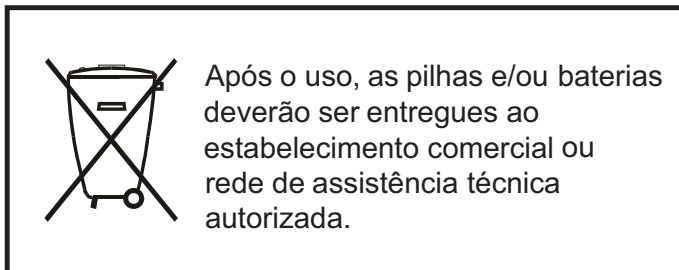 Após o uso, as pilhas e/ou baterias
deverão ser entregues ao
estabelecimento comercial ou
rede de assistência técnica
autorizada.